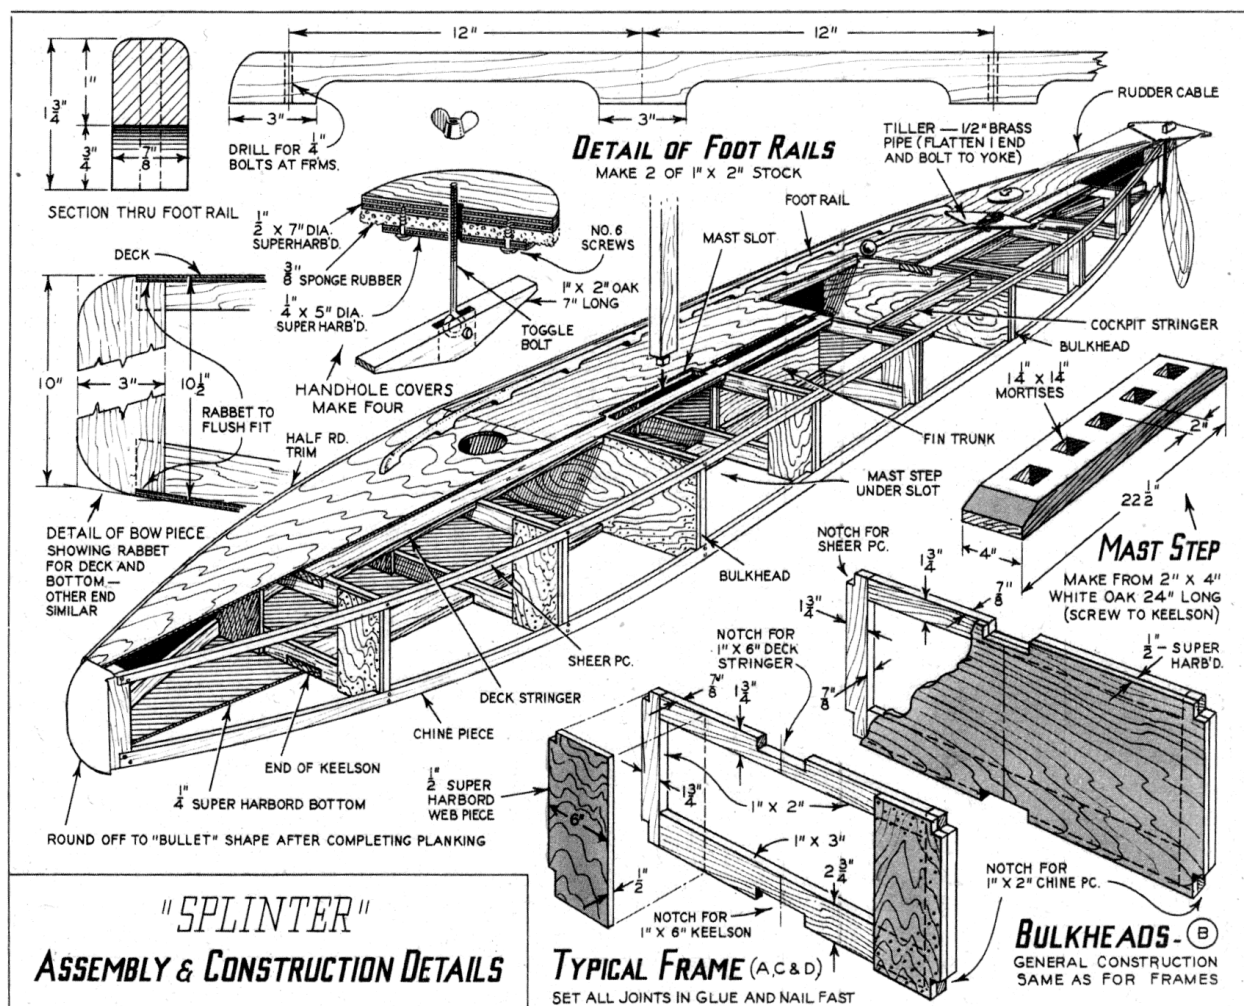 12"
12"
1"
1 3/4"
3/4"
7/8"
SECTION THRU FOOT RAIL
3"
3"
DRILL FOR 1/4"
BOLTS AT FR'MS.
DETAIL OF FOOT RAILS
MAKE 2 OF 1" X 2" STOCK
RUDDER CABLE
TILLER — 1/2" BRASS
PIPE (FLATTEN 1 END
AND BOLT TO YOKE)
FOOT RAIL
MAST SLOT
1/2" X 7" DIA.
SUPERHARB'D.
3/8" SPONGE RUBBER
1/4" X 5" DIA.
SUPER HARB'D.
NO. 6
SCREWS
1" X 2" OAK
7" LONG
TOGGLE
BOLT
HANDHOLE COVERS
MAKE FOUR
DECK
10"
3"
10 1/2"
RABBET TO
FLUSH FIT
HALF RD.
TRIM
DETAIL OF BOW PIECE
SHOWING RABBET
FOR DECK AND
BOTTOM —
OTHER END
SIMILAR
COCKPIT STRINGER
BULKHEAD
FIN TRUNK
MAST STEP
UNDER SLOT
BULKHEAD
SHEER PC.
DECK STRINGER
CHINE PIECE
END OF KEELSON
1/4" SUPER HARBORD BOTTOM
ROUND OFF TO "BULLET" SHAPE AFTER COMPLETING PLANKING
1 1/4" X 1 1/4"
MORTISES
2"
22 1/2"
4"
MAST STEP
MAKE FROM 2" X 4"
WHITE OAK 24" LONG
(SCREW TO KEELSON)
NOTCH FOR
SHEER PC.
1 3/4"
7/8"
1 3/4"
7/8"
1/2" - SUPER
HARB'D.
NOTCH FOR
1" X 2" CHINE PC.
BULKHEADS - B
GENERAL CONSTRUCTION
SAME AS FOR FRAMES
NOTCH FOR
1" X 6" DECK
STRINGER
7/8"
1 3/4"
1 3/4"
1" X 2"
1" X 3"
2 3/4"
1/2" SUPER
HARBORD
WEB PIECE
6"
1/2"
NOTCH FOR
1" X 6" KEELSON
TYPICAL FRAME (A, C & D)
SET ALL JOINTS IN GLUE AND NAIL FAST
"SPLINTER"
ASSEMBLY & CONSTRUCTION DETAILS